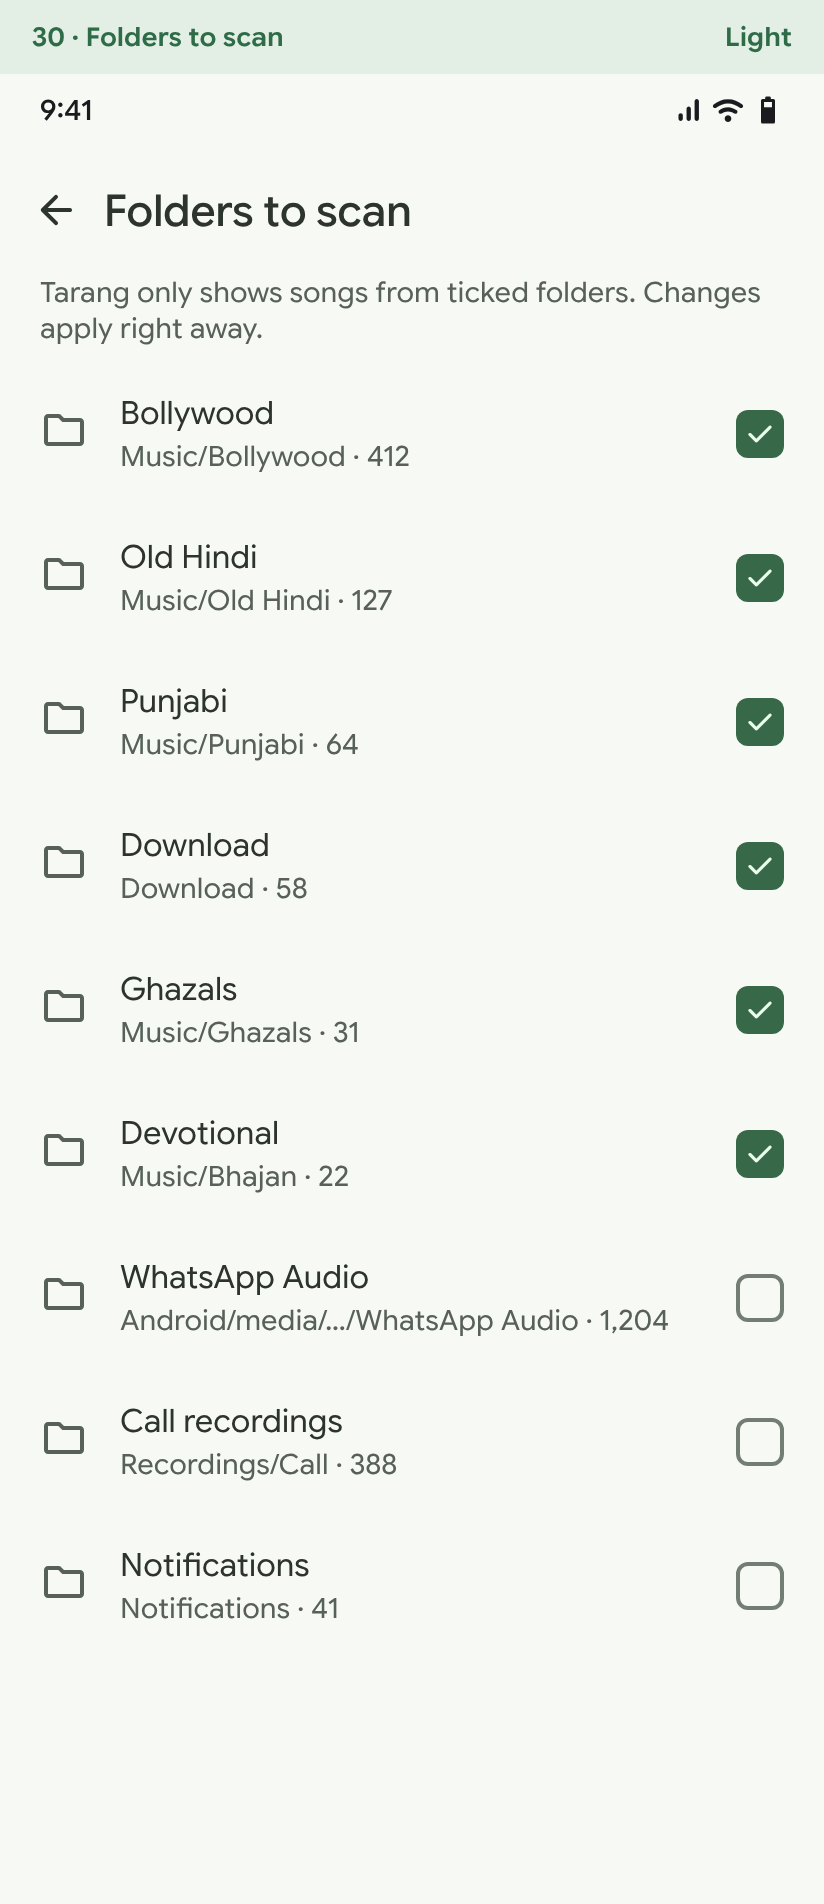 30 · Folders to scan
Light
9:41
Folders to scan
Tarang only shows songs from ticked folders. Changes
apply right away.
Bollywood
Music/Bollywood · 412
Old Hindi
Music/Old Hindi · 127
Punjabi
Music/Punjabi · 64
Download
Download · 58
Ghazals
Music/Ghazals · 31
Devotional
Music/Bhajan · 22
WhatsApp Audio
Android/media/.../WhatsApp Audio · 1,204
Call recordings
Recordings/Call · 388
Notifications
Notifications · 41